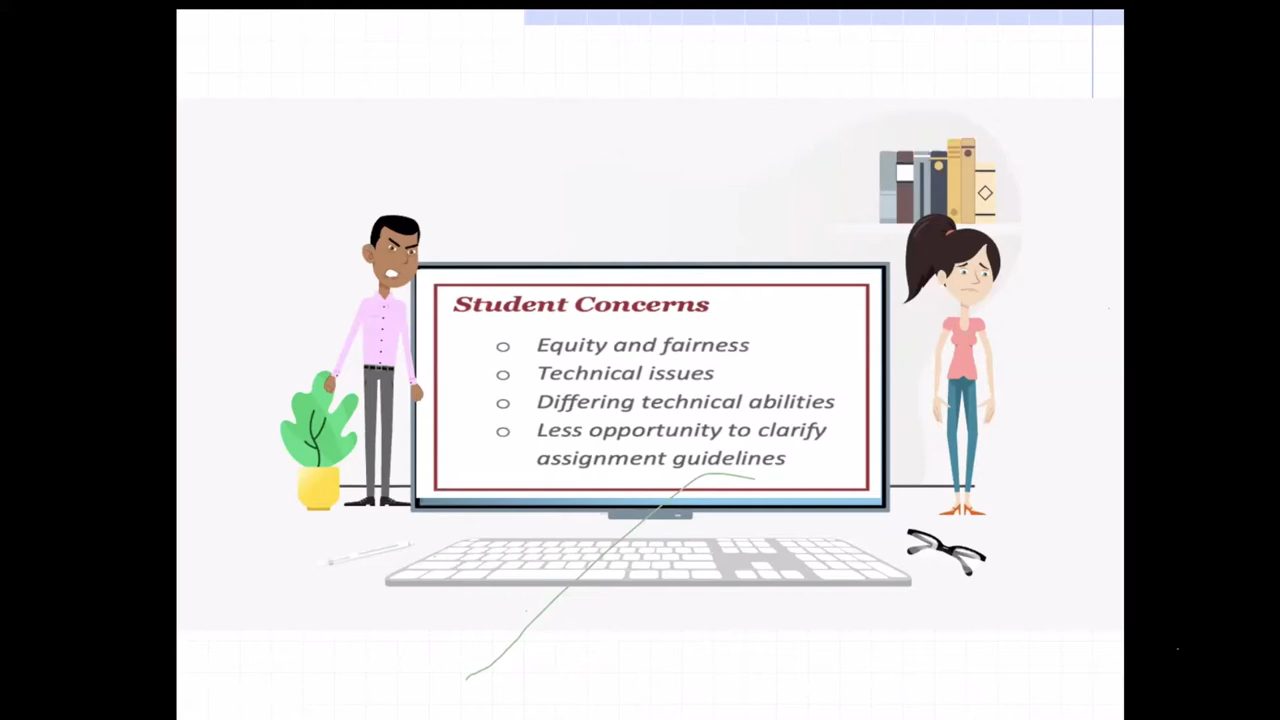 Student Concerns
o Equity and fairness
o Technical issues
o Differing technical abilities
o Less opportunity to clarify
assignment guidelines